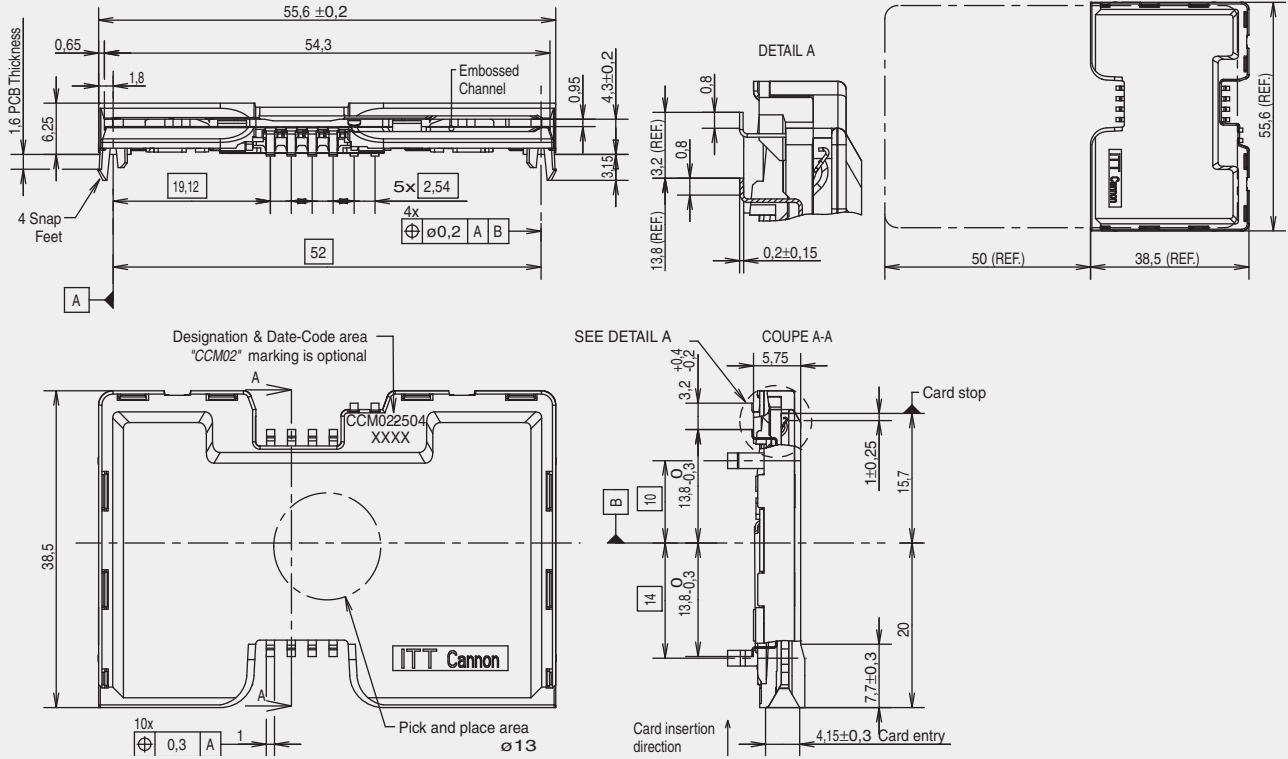 55,6 ±0,2
0,65
54,3
1,8
Embossed
Channel
0,95
4,3±0,2
1,6 PCB Thickness
6,25
3,15
19,12
5x 2,54
4 Snap
Feet
4x
⌖ ø0,2 A B
52
A
DETAIL A
0,8
3,2 (REF.)
0,8
13,8 (REF.)
0,2±0,15
ITT
Cannon
55,6 (REF.)
50 (REF.)
38,5 (REF.)
Designation & Date-Code area
"CCM02" marking is optional
A
CCM022504
XXXX
38,5
ITT Cannon
A
10x
⌖ 0,3 A
1
Pick and place area
ø13
SEE DETAIL A
COUPE A-A
5,75
3,2 +0,4 -0,2
Card stop
1±0,25
15,7
10
13,8 0 -0,3
B
14
13,8 0 -0,3
20
7,7±0,3
Card insertion
direction
4,15±0,3 Card entry